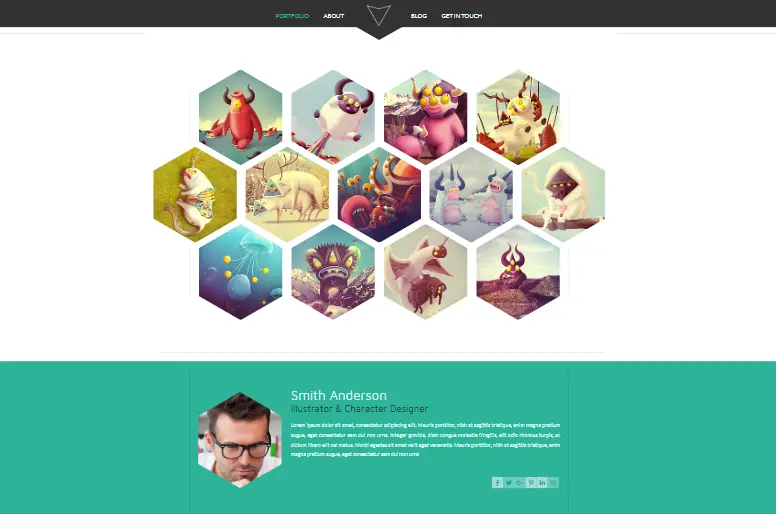 PORTFOLIO ABOUT BLOG GET IN TOUCH
Smith Anderson
Illustrator & Character Designer
Lorem ipsum dolor sit amet, consectetur adipiscing elit. Mauris porttitor, nibh at sagittis tristique, enim magna pretium
augue, eget consectetur sem dui non urna. Integer gravida, diam congue molestie fringilla, elit odio rhoncus turpis, ac
dictum libero elit vel metus. Morbi egestas sit amet velit eget venenatis. Mauris porttitor, nibh at sagittis tristique, enim
magna pretium augue, eget consectetur sem dui non urna